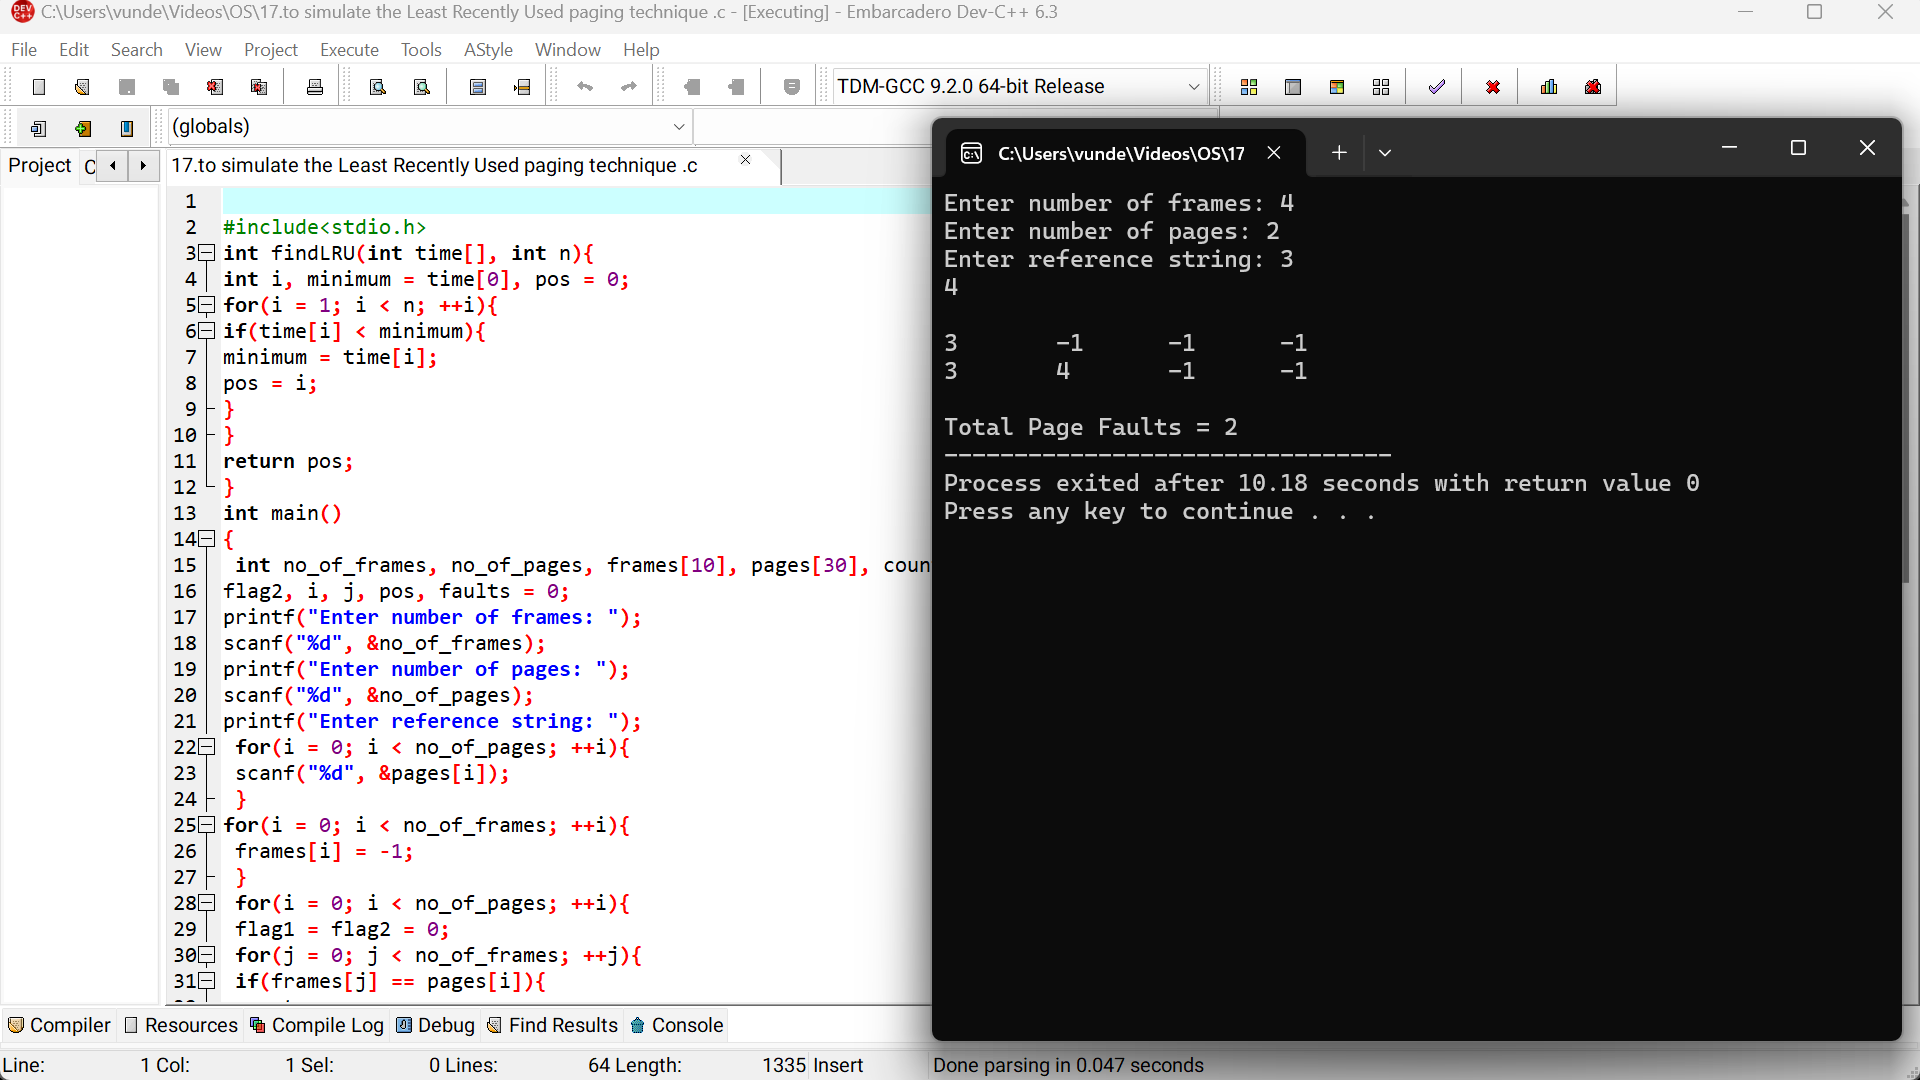 C:\Users\vunde\Videos\OS\17.to simulate the Least Recently Used paging technique .c - [Executing] - Embarcadero Dev-C++ 6.3
File Edit Search View Project Execute Tools AStyle Window Help
TDM-GCC 9.2.0 64-bit Release
(globals)
Project C
17.to simulate the Least Recently Used paging technique .c
1
2 #include<stdio.h>
3 int findLRU(int time[], int n){
4 int i, minimum = time[0], pos = 0;
5 for(i = 1; i < n; ++i){
6 if(time[i] < minimum){
7 minimum = time[i];
8 pos = i;
9 }
10 }
11 return pos;
12 }
13 int main()
14 {
15 int no_of_frames, no_of_pages, frames[10], pages[30], coun
16 flag2, i, j, pos, faults = 0;
17 printf("Enter number of frames: ");
18 scanf("%d", &no_of_frames);
19 printf("Enter number of pages: ");
20 scanf("%d", &no_of_pages);
21 printf("Enter reference string: ");
22 for(i = 0; i < no_of_pages; ++i){
23 scanf("%d", &pages[i]);
24 }
25 for(i = 0; i < no_of_frames; ++i){
26 frames[i] = -1;
27 }
28 for(i = 0; i < no_of_pages; ++i){
29 flag1 = flag2 = 0;
30 for(j = 0; j < no_of_frames; ++j){
31 if(frames[j] == pages[i]){
C:\Users\vunde\Videos\OS\17
Enter number of frames: 4
Enter number of pages: 2
Enter reference string: 3
4
3 -1 -1 -1
3 4 -1 -1
Total Page Faults = 2
--------------------------------
Process exited after 10.18 seconds with return value 0
Press any key to continue . . .
Compiler Resources Compile Log Debug Find Results Console
Line: 1 Col: 1 Sel: 0 Lines: 64 Length: 1335 Insert Done parsing in 0.047 seconds